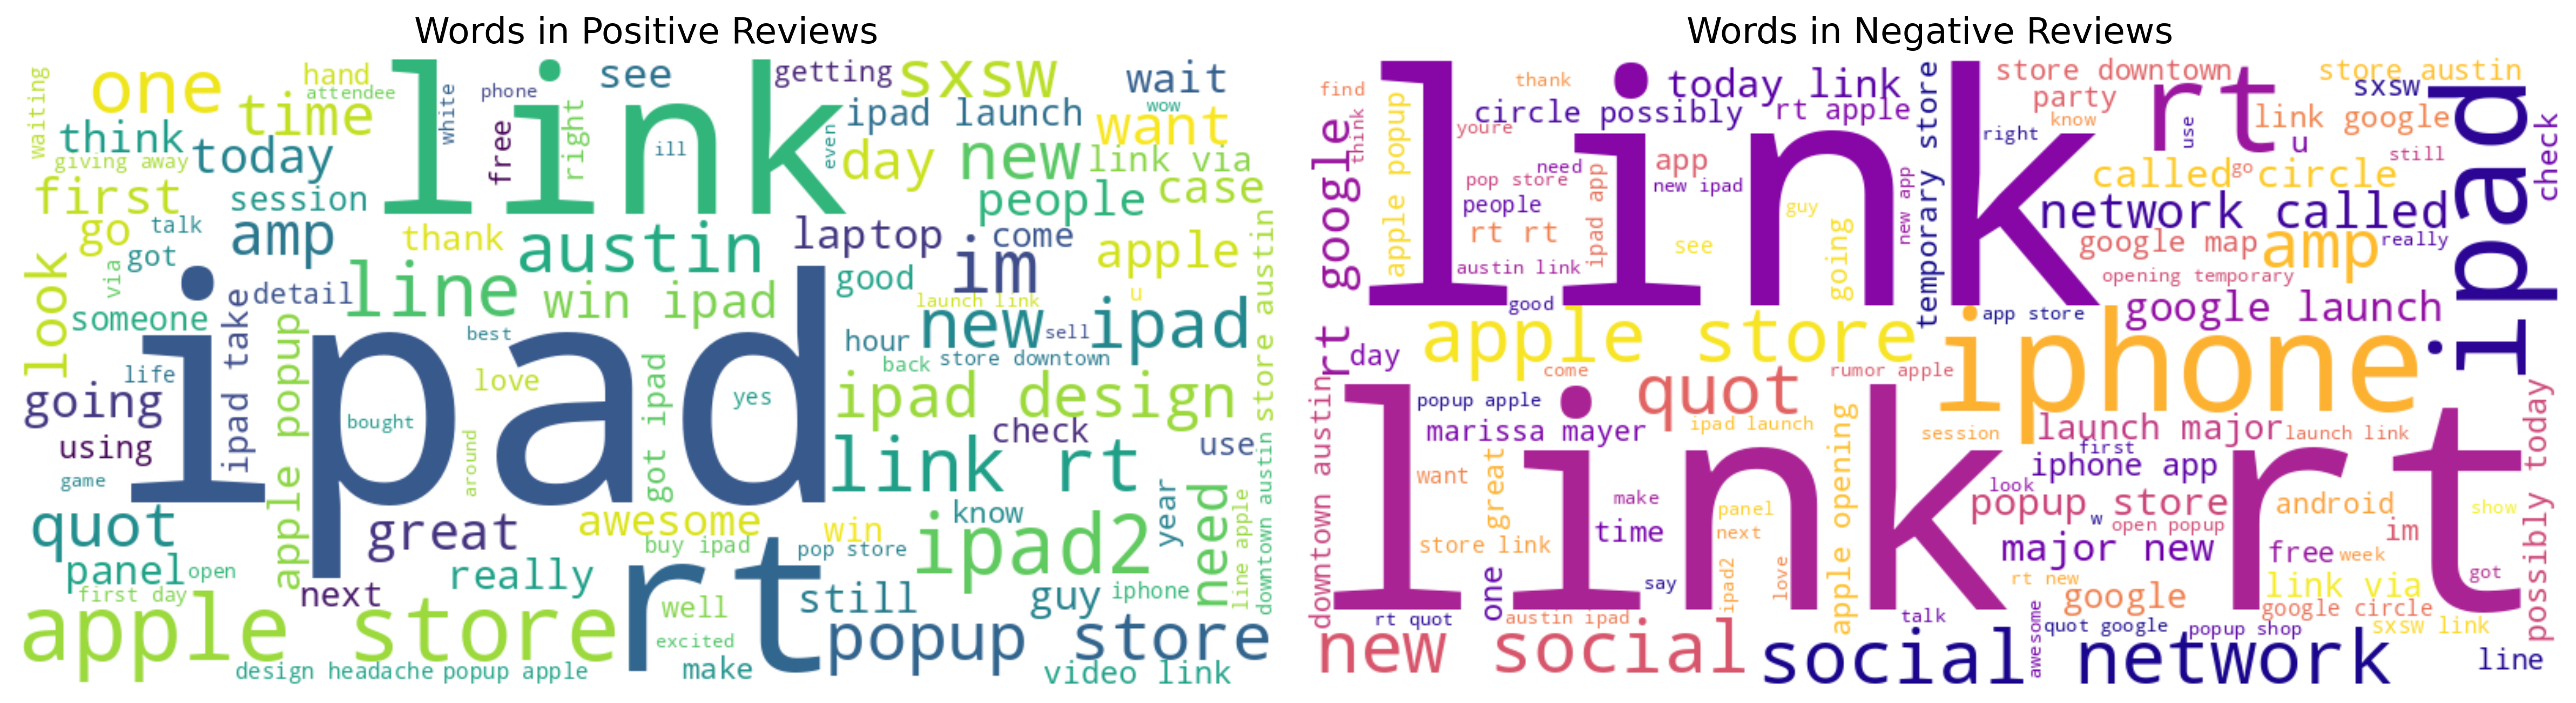 Words in Positive Reviews
waiting
one
hand
attendee
time
link
white
phone
free
right
see
getting
sxsw
wait
wow
ipad launch
want
think
giving away
today
ill
even
day
new
link via
first
session
people
case
go
talk
amp
thank
austin
laptop
come
apple
look
via
got
detail
line
win ipad
good
im
launch link
u
someone
ipad take
apple popup
best
hour
new ipad
sell
back
store downtown
store austin
life
ipad
love
got ipad
yes
ipad design
going
bought
check
using
around
link rt
use
game
quot
great
awesome
win
know
year
need
line apple
downtown austin
panel
open
buy ipad
pop store
ipad2
first day
next
really
rt
well
still
guy
iphone
apple store
excited
popup store
design headache
popup apple
make
video link
Words in Negative Reviews
find
thank
today link
temporary store
store downtown
store austin
link
circle possibly
rt apple
party
rt
sxsw
ipad
google
think
apple popup
youre
know
use
link google
right
u
check
need
pop store
ipad app
app
new ipad
new app
called
go
circle
still
people
guy
network called
rt rt
going
see
google map
amp
really
austin link
opening temporary
good
app store
google launch
rt
apple store
iphone
day
come
rumor apple
downtown austin
popup apple
quot
marissa mayer
ipad launch
apple opening
session
launch major
launch link
possibly today
link rt
first
want
great
iphone app
look
make
popup store
android
show
panel
w
open popup
time
next
im
store link
major new
free
week
one
say
ipad2
love
rt new
link via
got
google
google circle
rt quot
austin ipad
talk
awesome
quot google
popup shop
sxsw link
new social
social network
line